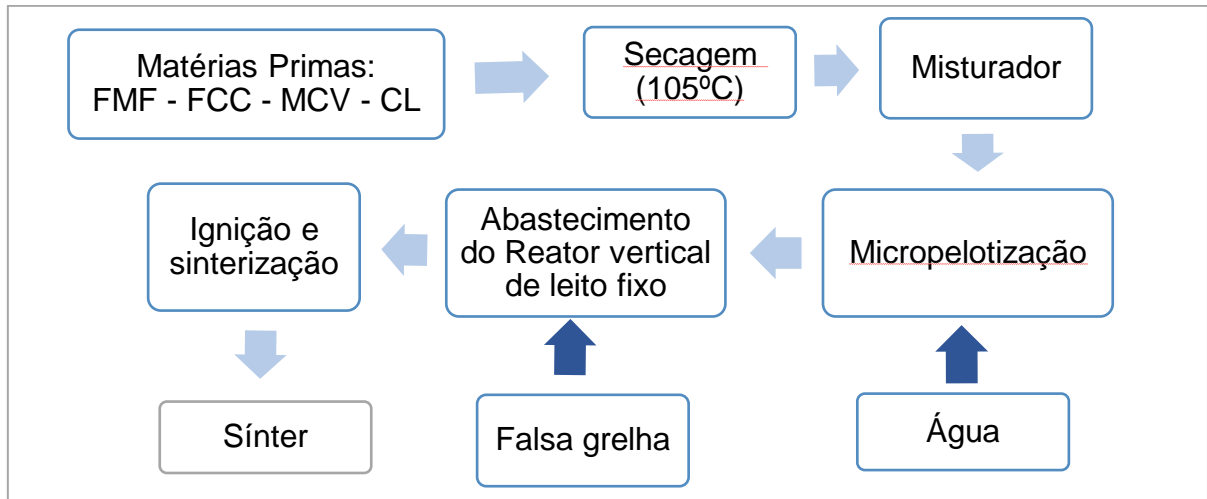 Matérias Primas:
FMF - FCC - MCV - CL
Secagem
(105ºC)
Misturador
Micropelotização
Água
Abastecimento
do Reator vertical
de leito fixo
Falsa grelha
Ignição e
sinterização
Sínter